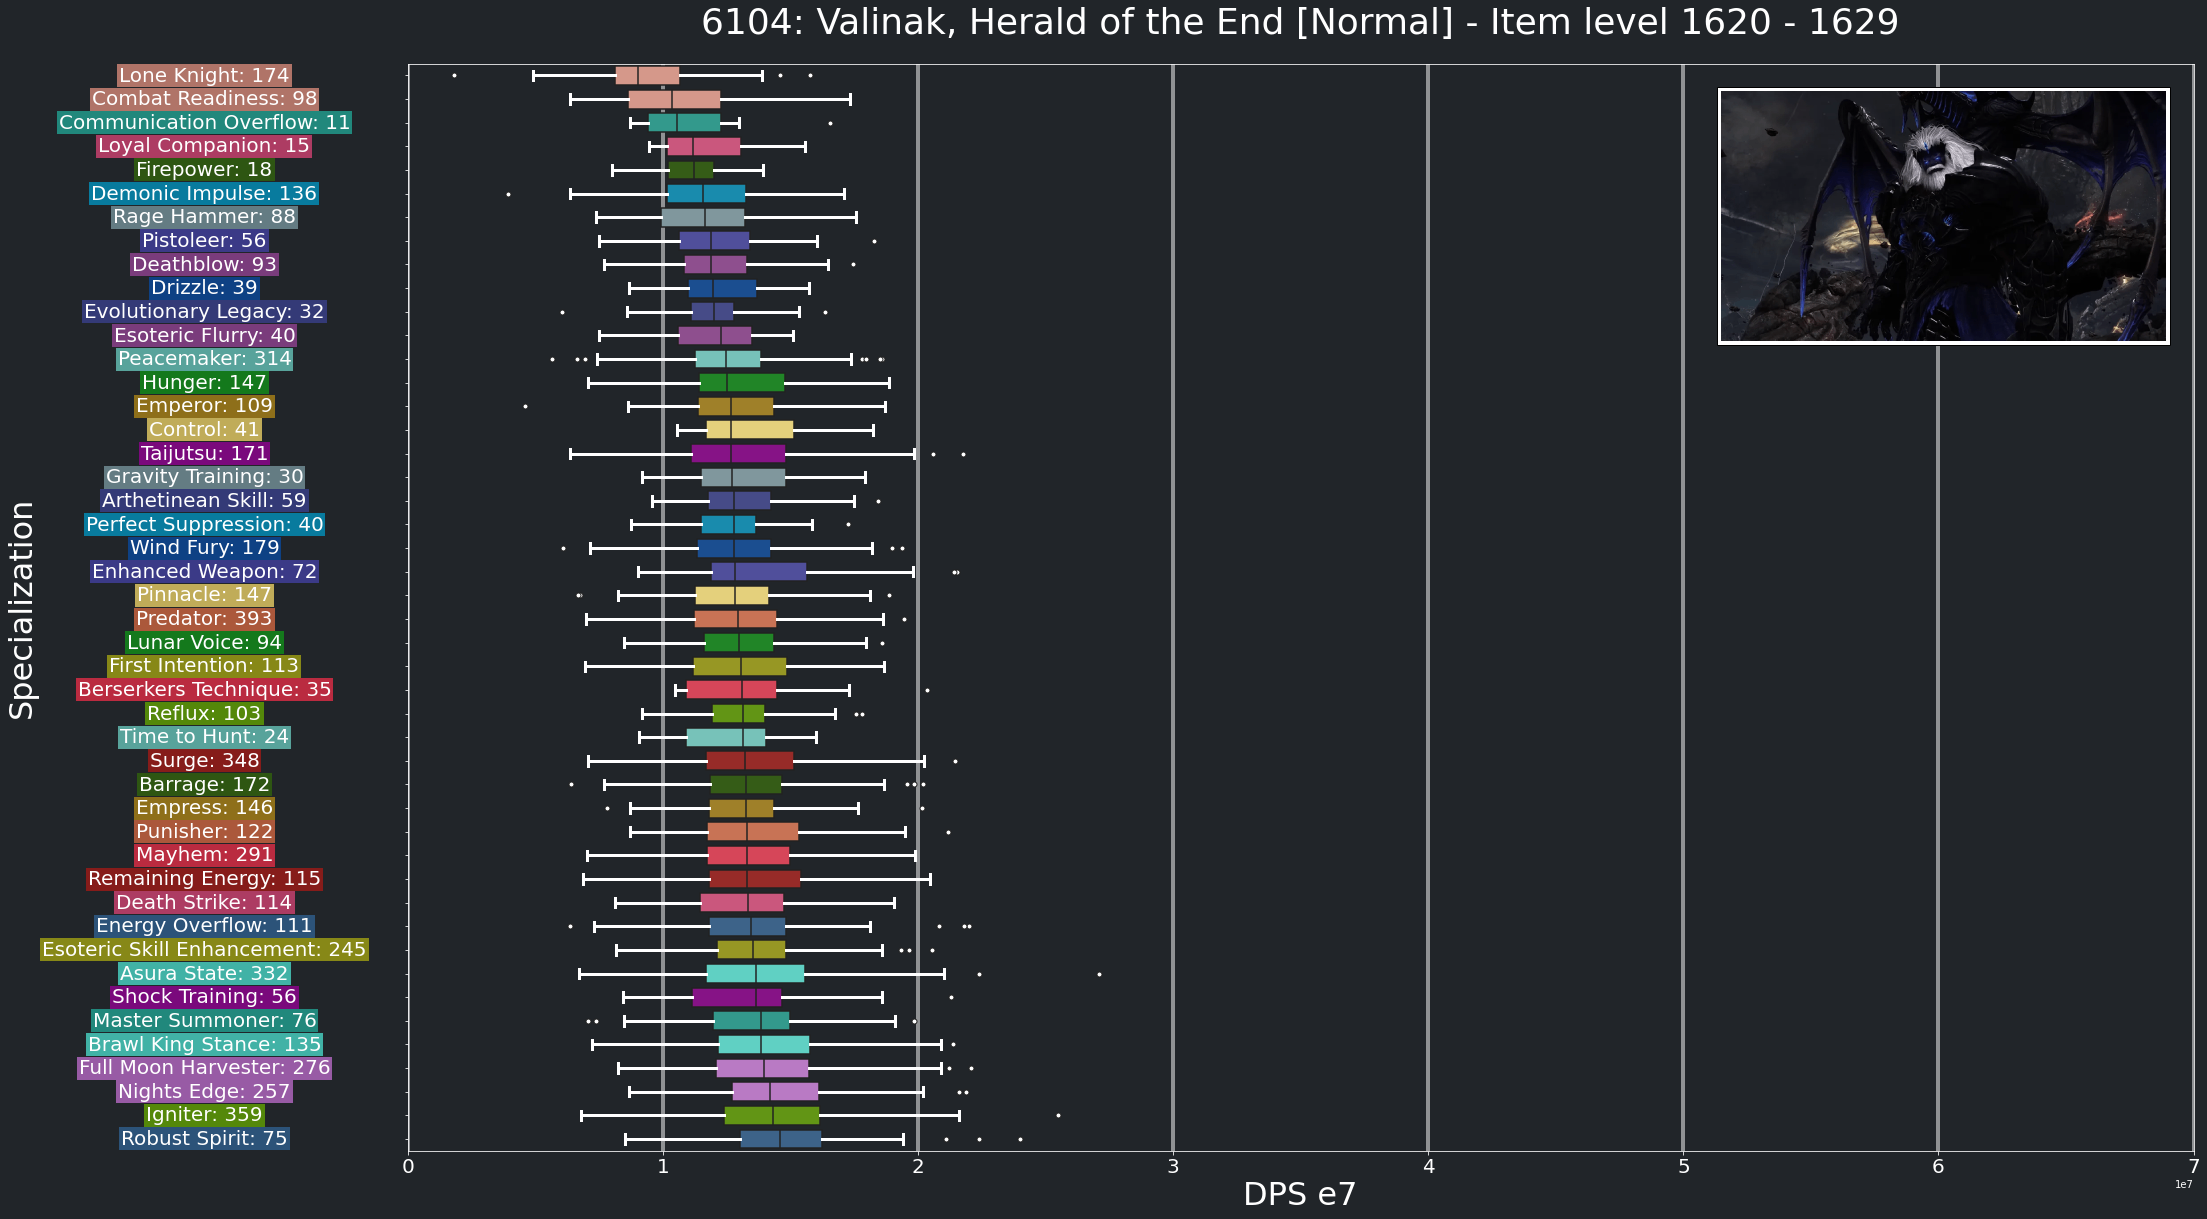 6104: Valinak, Herald of the End [Normal] - Item level 1620 - 1629
Specialization
Lone Knight: 174
Combat Readiness: 98
Communication Overflow: 11
Loyal Companion: 15
Firepower: 18
Demonic Impulse: 136
Rage Hammer: 88
Pistoleer: 56
Deathblow: 93
Drizzle: 39
Evolutionary Legacy: 32
Esoteric Flurry: 40
Peacemaker: 314
Hunger: 147
Emperor: 109
Control: 41
Taijutsu: 171
Gravity Training: 30
Arthetinean Skill: 59
Perfect Suppression: 40
Wind Fury: 179
Enhanced Weapon: 72
Pinnacle: 147
Predator: 393
Lunar Voice: 94
First Intention: 113
Berserkers Technique: 35
Reflux: 103
Time to Hunt: 24
Surge: 348
Barrage: 172
Empress: 146
Punisher: 122
Mayhem: 291
Remaining Energy: 115
Death Strike: 114
Energy Overflow: 111
Esoteric Skill Enhancement: 245
Asura State: 332
Shock Training: 56
Master Summoner: 76
Brawl King Stance: 135
Full Moon Harvester: 276
Nights Edge: 257
Igniter: 359
Robust Spirit: 75
0 1 2 3 4 5 6 7
1e7
DPS e7